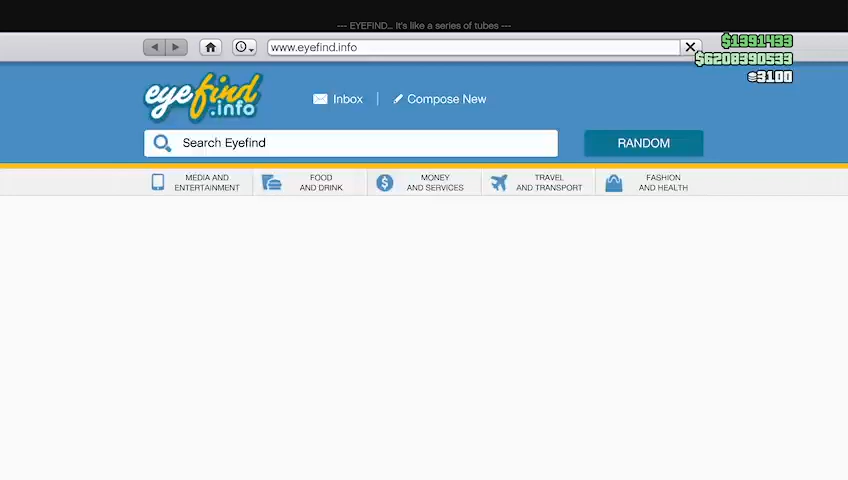 --- EYEFIND... It's like a series of tubes ---
www.eyefind.info
$1391433
$6208390533
3100
eyefind
.info
Inbox
Compose New
Search Eyefind
RANDOM
MEDIA AND
ENTERTAINMENT
FOOD
AND DRINK
MONEY
AND SERVICES
TRAVEL
AND TRANSPORT
FASHION
AND HEALTH